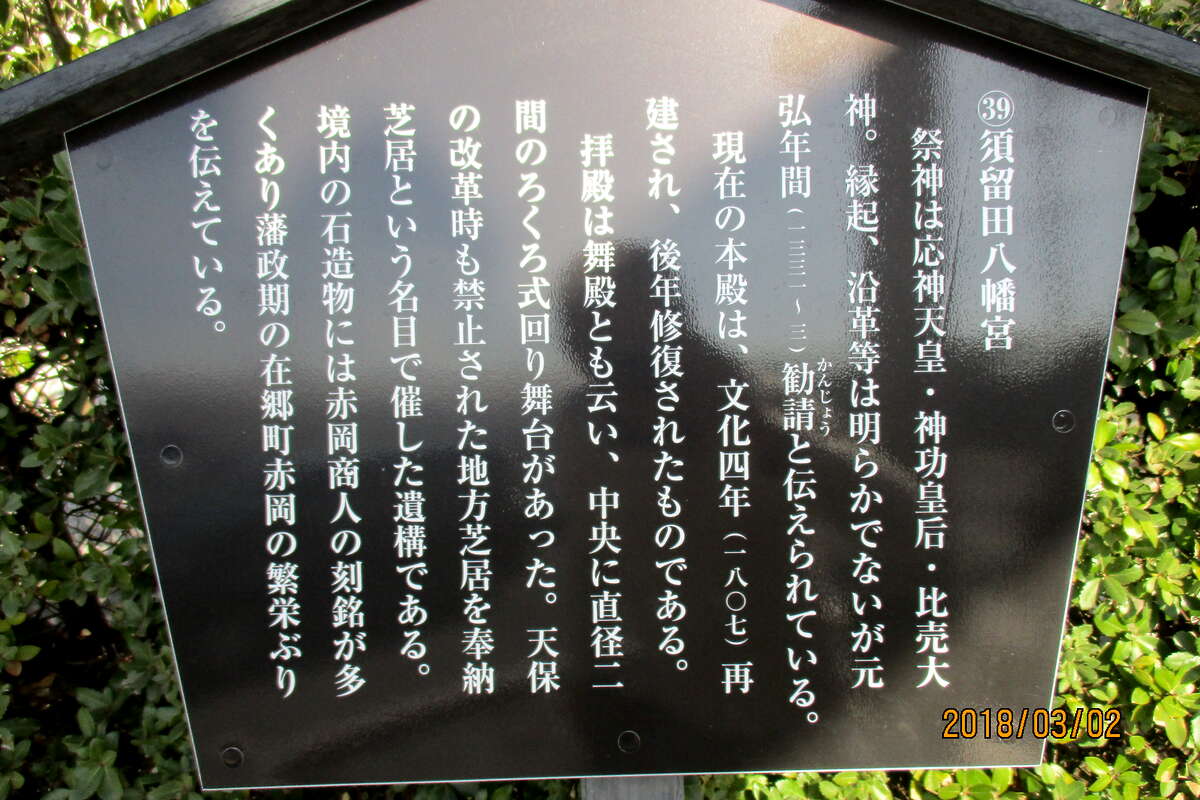 ㊴須留田八幡宮
祭神は応神天皇・神功皇后・比売大
神。縁起、沿革等は明らかでないが元
弘年間(一三三一~三)勧請と伝えられている。
かんじょう
現在の本殿は、文化四年(一八〇七)再
建され、後年修復されたものである。
拝殿は舞殿とも云い、中央に直径二
間のろくろ式回り舞台があった。天保
の改革時も禁止された地方芝居を奉納
芝居という名目で催した遺構である。
境内の石造物には赤岡商人の刻銘が多
くあり藩政期の在郷町赤岡の繁栄ぶり
を伝えている。
2018/03/02